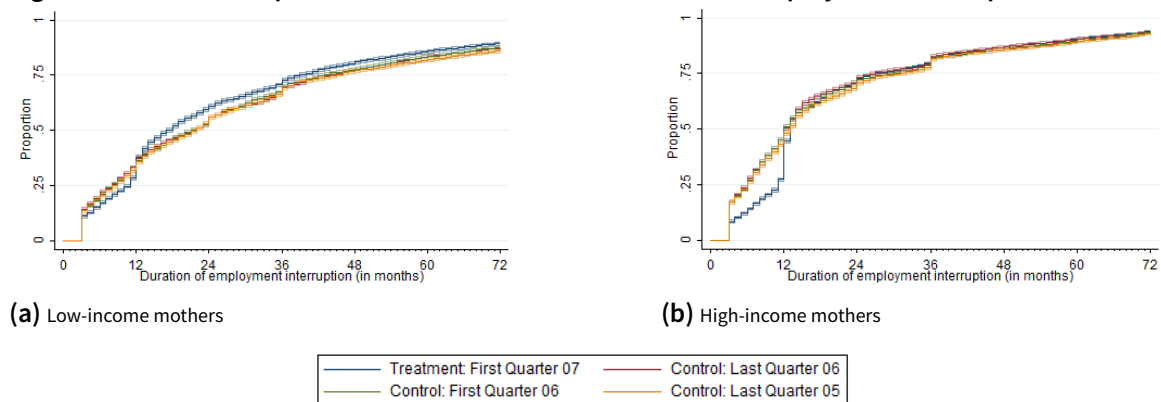 1
.75
.5
.25
0
Proportion
0 12 24 36 48 60 72
Duration of employment interruption (in months)
(a) Low-income mothers
1
.75
.5
.25
0
Proportion
0 12 24 36 48 60 72
Duration of employment interruption (in months)
(b) High-income mothers
Treatment: First Quarter 07 Control: Last Quarter 06
Control: First Quarter 06 Control: Last Quarter 05